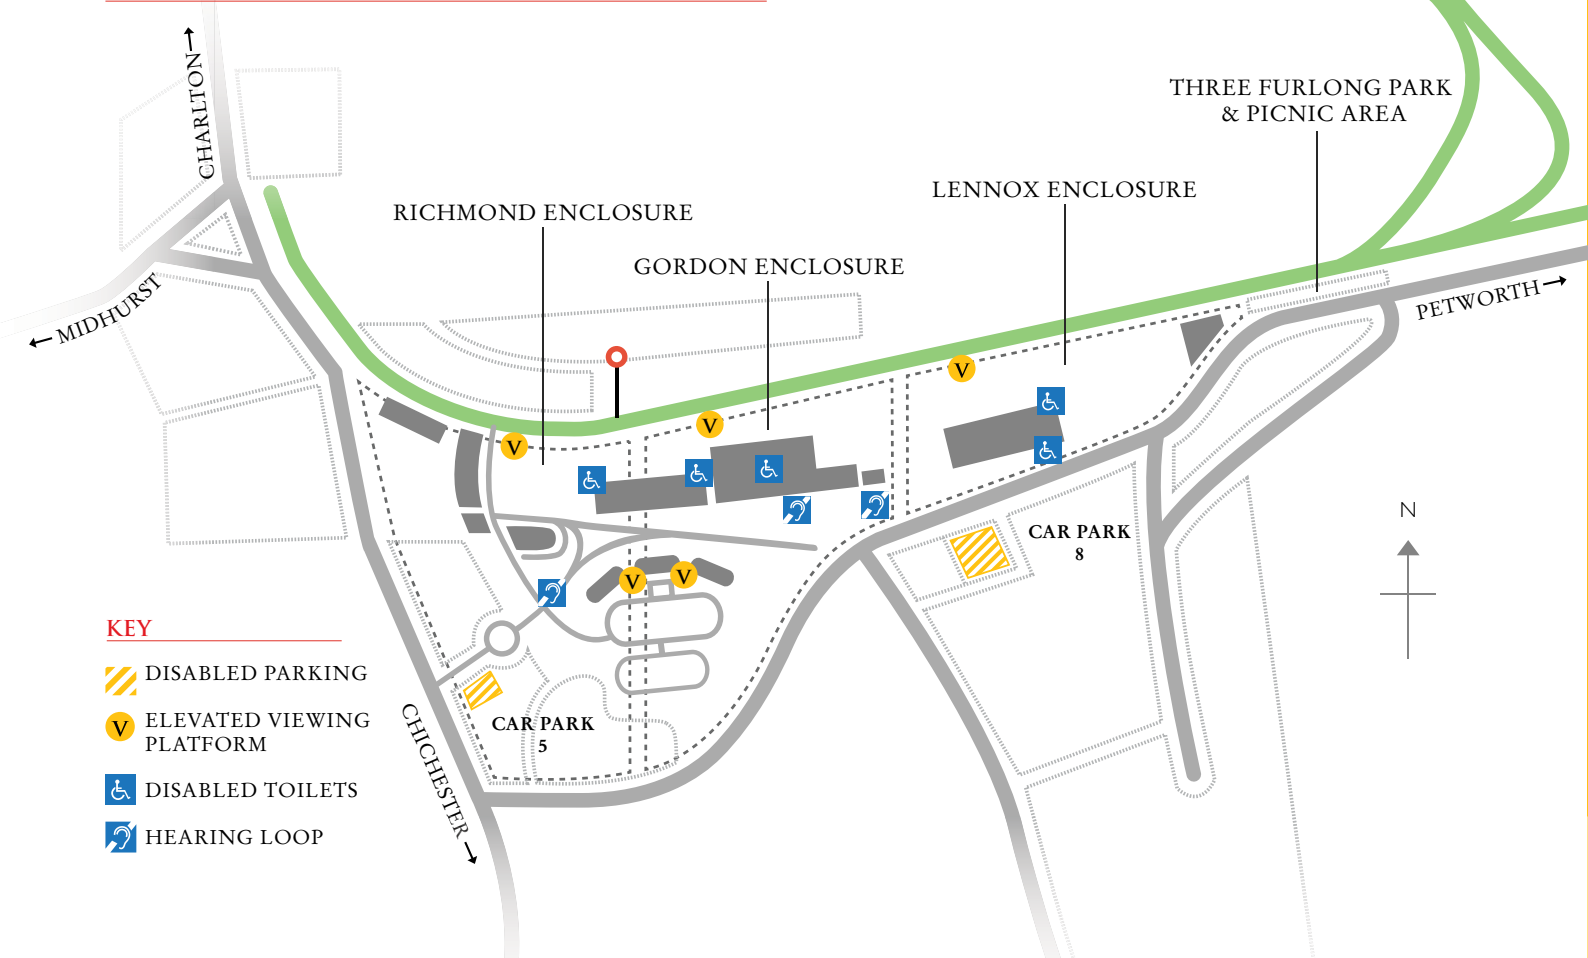 CHARLTON
THREE FURLONG PARK
& PICNIC AREA
LENNOX ENCLOSURE
RICHMOND ENCLOSURE
GORDON ENCLOSURE
MIDHURST
PETWORTH
V
V
V
CAR PARK
8
N
V
V
KEY
DISABLED PARKING
V
ELEVATED VIEWING
PLATFORM
DISABLED TOILETS
HEARING LOOP
CAR PARK
5
CHICHESTER